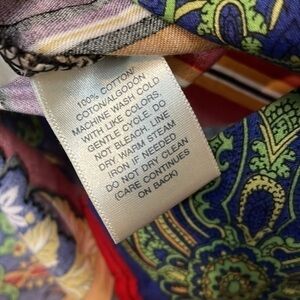 100% COTTON/
COTON/ALGODÓN
MACHINE WASH COLD
WITH LIKE COLORS.
GENTLE CYCLE. DO
NOT BLEACH. LINE
DRY WARM STEAM
IRON IF NEEDED
DO NOT DRY CLEAN
(CARE CONTINUES
ON BACK)